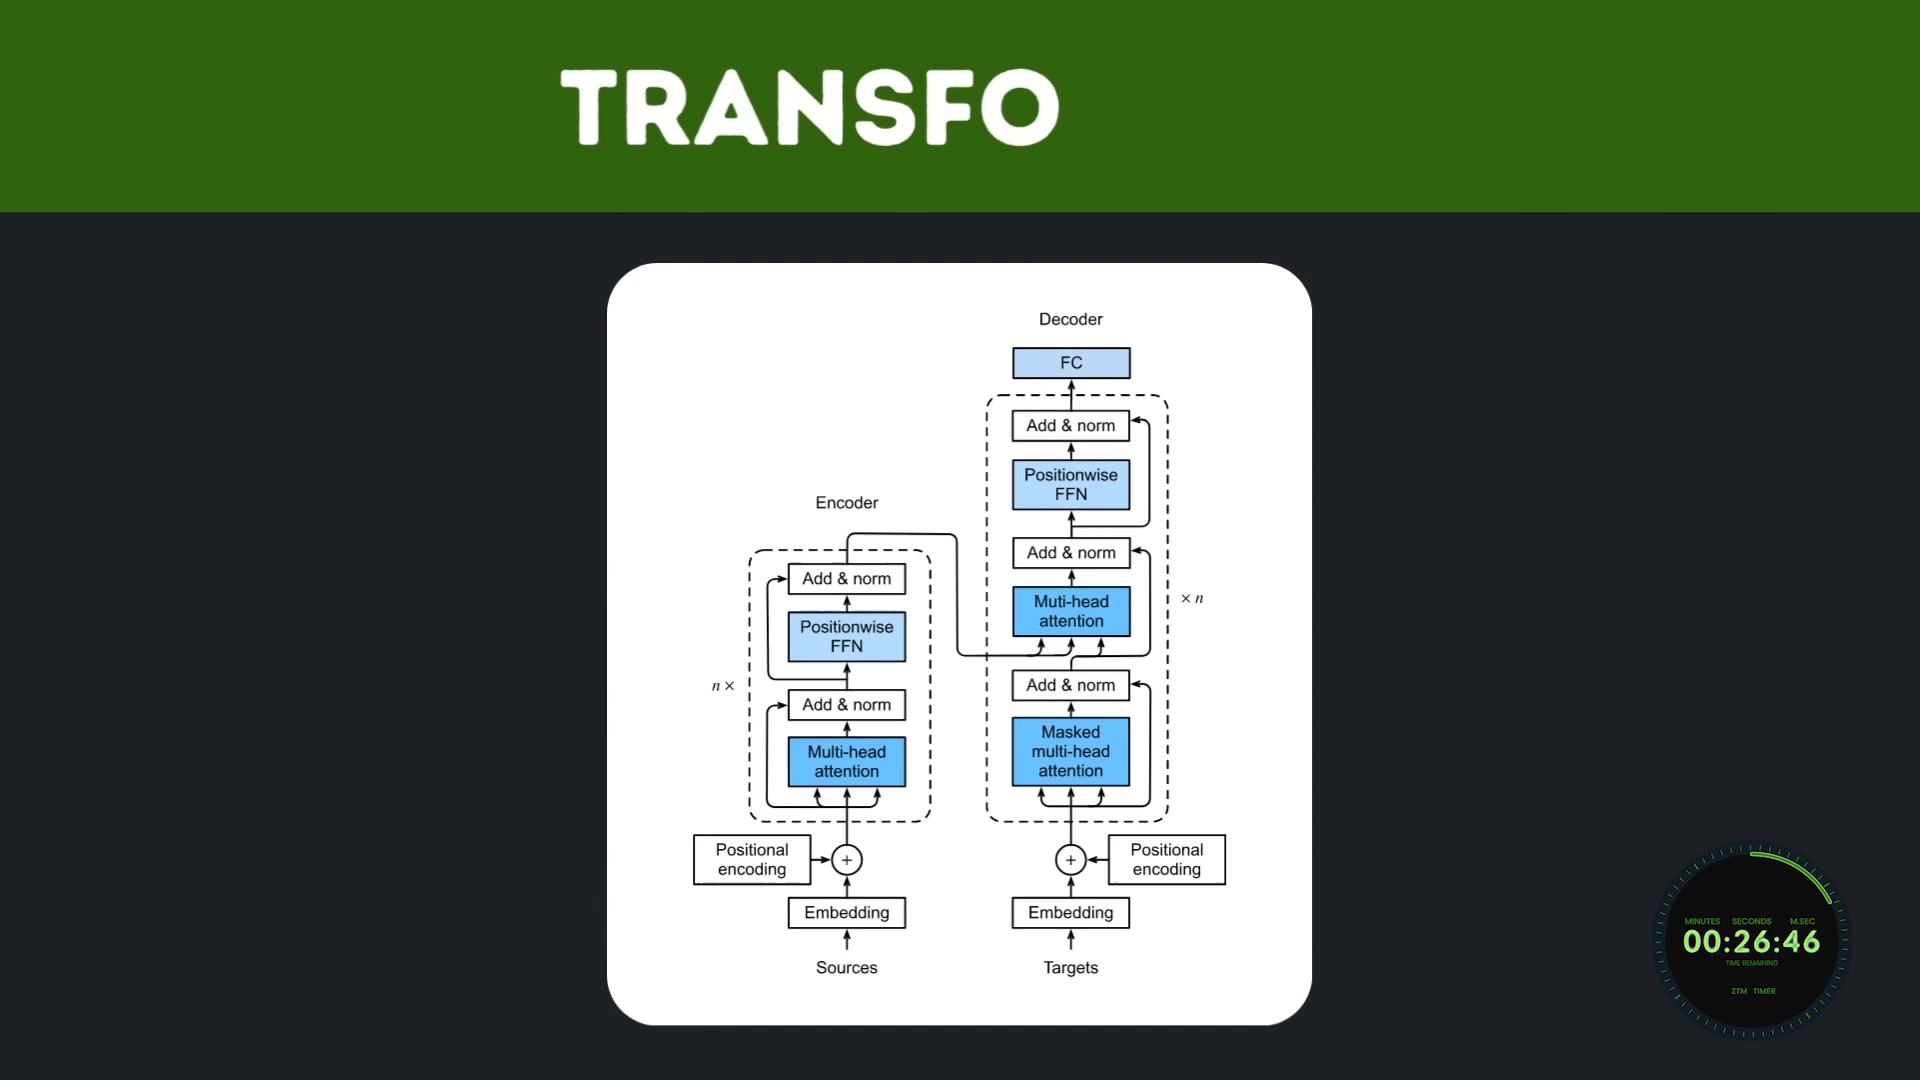 TRANSFO
Decoder
FC
Add & norm
Positionwise
FFN
Add & norm
Muti-head
attention
× n
Add & norm
Masked
multi-head
attention
Positional
encoding
+
Embedding
Targets
Encoder
Add & norm
Positionwise
FFN
n ×
Add & norm
Multi-head
attention
Positional
encoding
+
Embedding
Sources
MINUTES SECONDS M.SEC
00:26:46
TIME REMAINING
ZTM TIMER